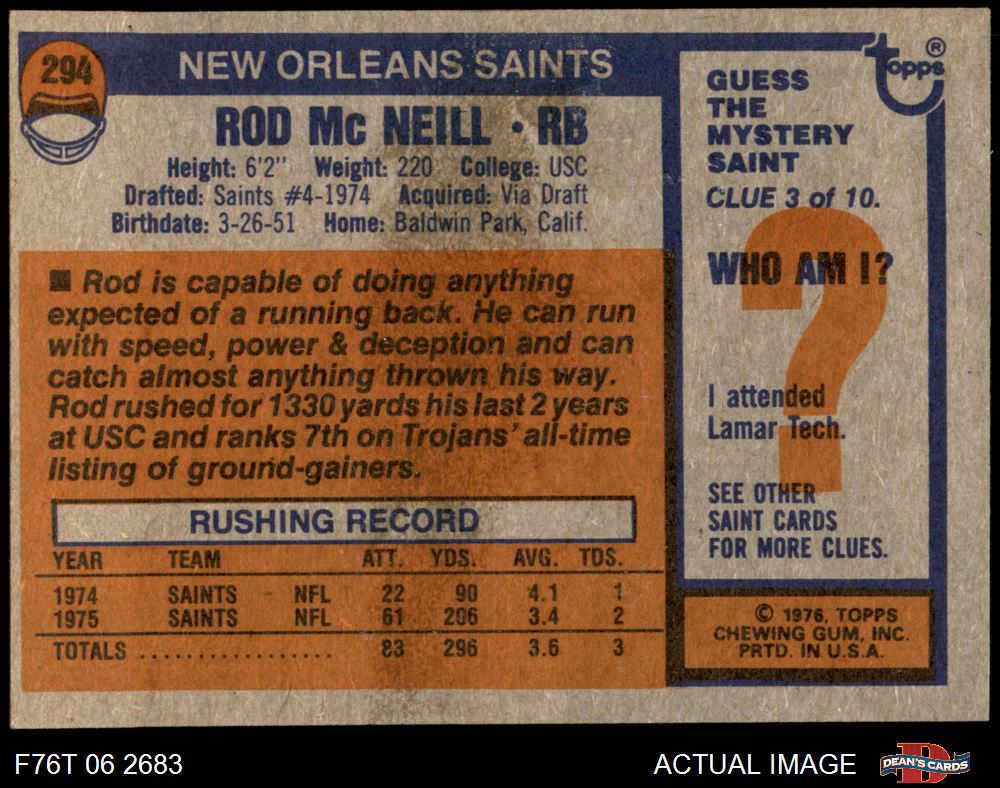 294
NEW ORLEANS SAINTS
ROD Mc NEILL • RB
Height: 6'2" Weight: 220 College: USC
Drafted: Saints #4-1974 Acquired: Via Draft
Birthdate: 3-26-51 Home: Baldwin Park, Calif.
■ Rod is capable of doing anything
expected of a running back. He can run
with speed, power & deception and can
catch almost anything thrown his way.
Rod rushed for 1330 yards his last 2 years
at USC and ranks 7th on Trojans' all-time
listing of ground-gainers.
RUSHING RECORD
YEAR TEAM ATT. YDS. AVG. TDS.
1974 SAINTS NFL 22 90 4.1 1
1975 SAINTS NFL 61 206 3.4 2
TOTALS .................. 83 296 3.6 3
topps®
GUESS
THE
MYSTERY
SAINT
CLUE 3 of 10.
?
WHO AM I?
I attended
Lamar Tech.
SEE OTHER
SAINT CARDS
FOR MORE CLUES.
© 1976, TOPPS
CHEWING GUM, INC.
PRTD. IN U.S.A.
F76T 06 2683
ACTUAL IMAGE
D
DEAN'S CARDS